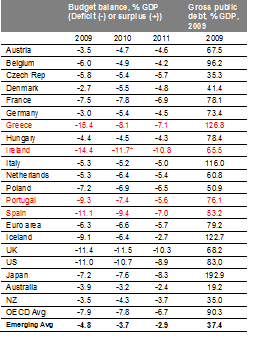 Budget balance, % GDP Gross public
(Deficit (-) or surplus (+)) debt, %GDP,
2009
2009 2010 2011 2009
Austria -3.5 -4.7 -4.6 67.5
Belgium -6.0 -4.9 -4.2 96.2
Czech Rep -5.8 -5.4 -5.7 35.3
Denmark -2.7 -5.5 -4.8 41.4
France -7.5 -7.8 -6.9 78.1
Germany -3.0 -5.4 -4.5 73.4
Greece -15.4 -8.1 -7.1 126.8
Hungary -4.4 -4.5 -4.3 78.4
Ireland -14.4 -11.7* -10.8 65.5
Italy -5.3 -5.2 -5.0 116.0
Netherlands -5.3 -6.4 -5.4 60.8
Poland -7.2 -6.9 -6.5 50.9
Portugal -9.3 -7.4 -5.6 76.1
Spain -11.1 -9.4 -7.0 53.2
Euro area -6.3 -6.6 -5.7 79.2
Iceland -9.1 -6.4 -2.7 122.7
UK -11.4 -11.5 -10.3 68.2
US -11.0 -10.7 -8.9 83.0
Japan -7.2 -7.6 -8.3 192.9
Australia -3.9 -3.2 -2.4 19.2
NZ -3.5 -4.3 -3.7 35.0
OECD Avg -7.9 -7.8 -6.7 90.3
Emerging Avg -4.8 -3.7 -2.9 37.4